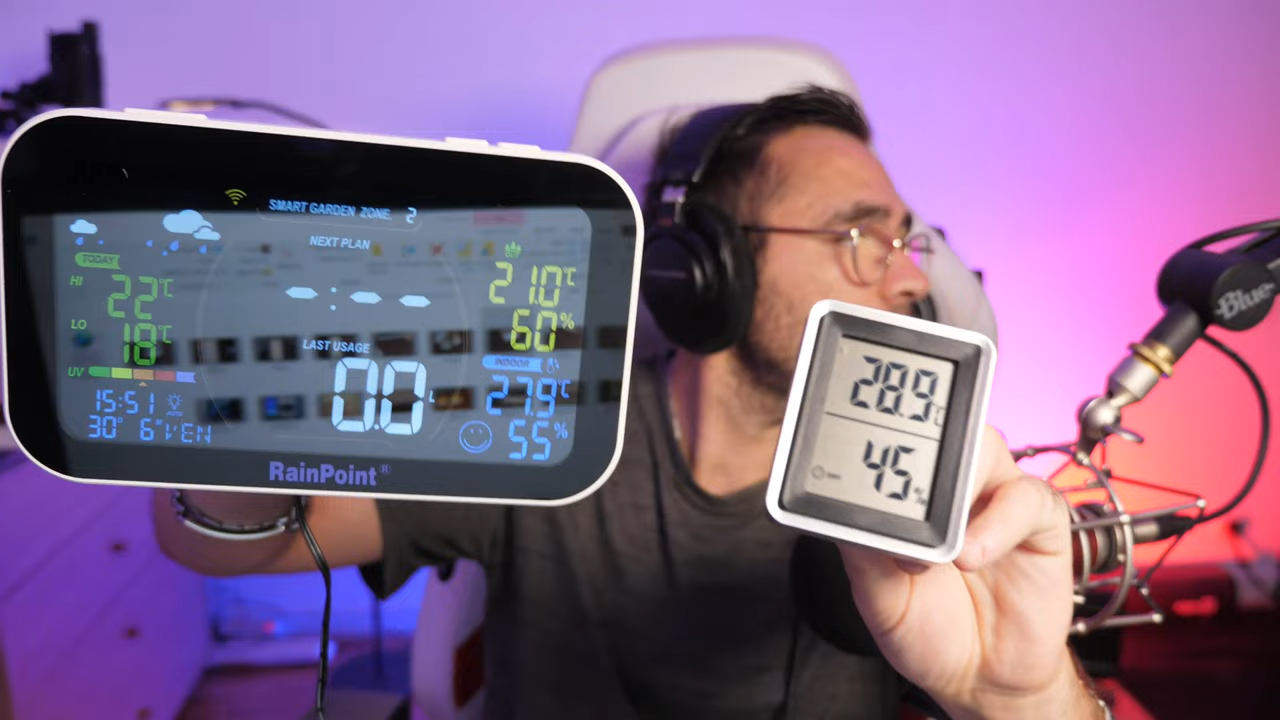 SMART GARDEN ZONE 2
NEXT PLAN
--:--
TODAY
HI 22°C
LO 18°C
UV
21.0°C
60%
LAST USAGE
0.0 L
INDOOR
27.9°C
55%
15:51 AUTO
30° 6° VEN
RainPoint®
28.9°C
45%
Blue